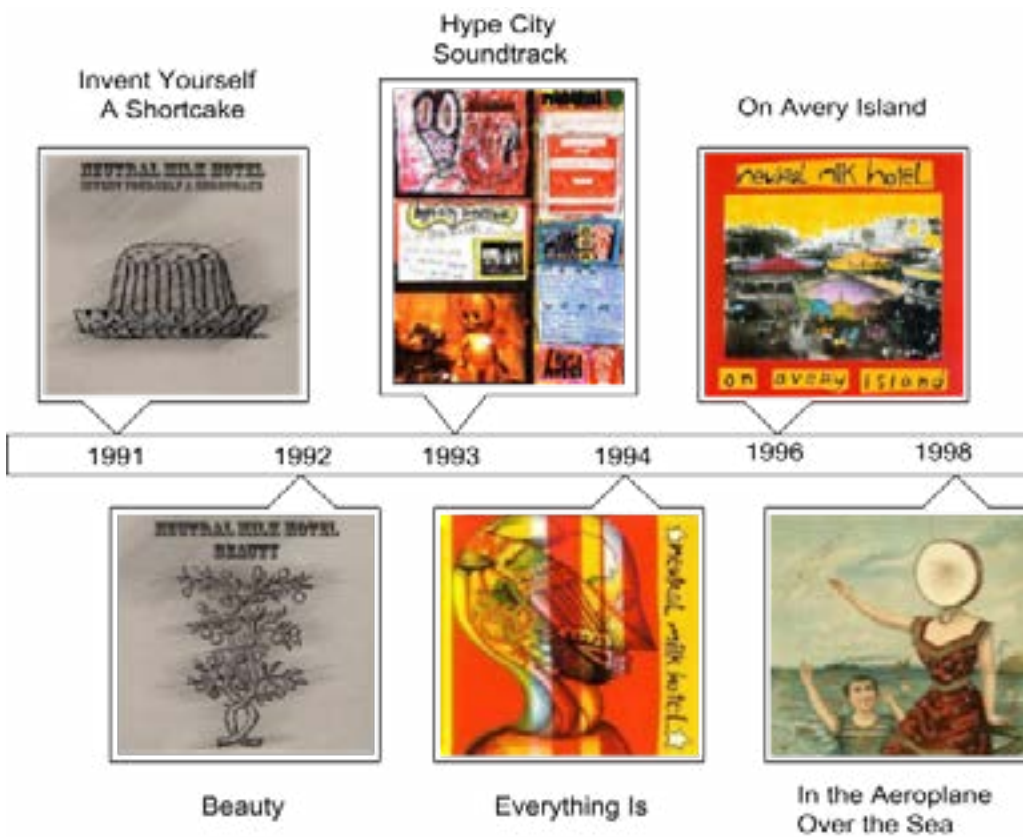 Hype City
Soundtrack
Invent Yourself
A Shortcake
On Avery Island
NEUTRAL MILK HOTEL
INVENT YOURSELF A SHORTCAKE
neutral milk hotel
on avery island
1991
1992
1993
1994
1996
1998
NEUTRAL MILK HOTEL
BEAUTY
neutral milk hotel
Beauty
Everything Is
In the Aeroplane
Over the Sea